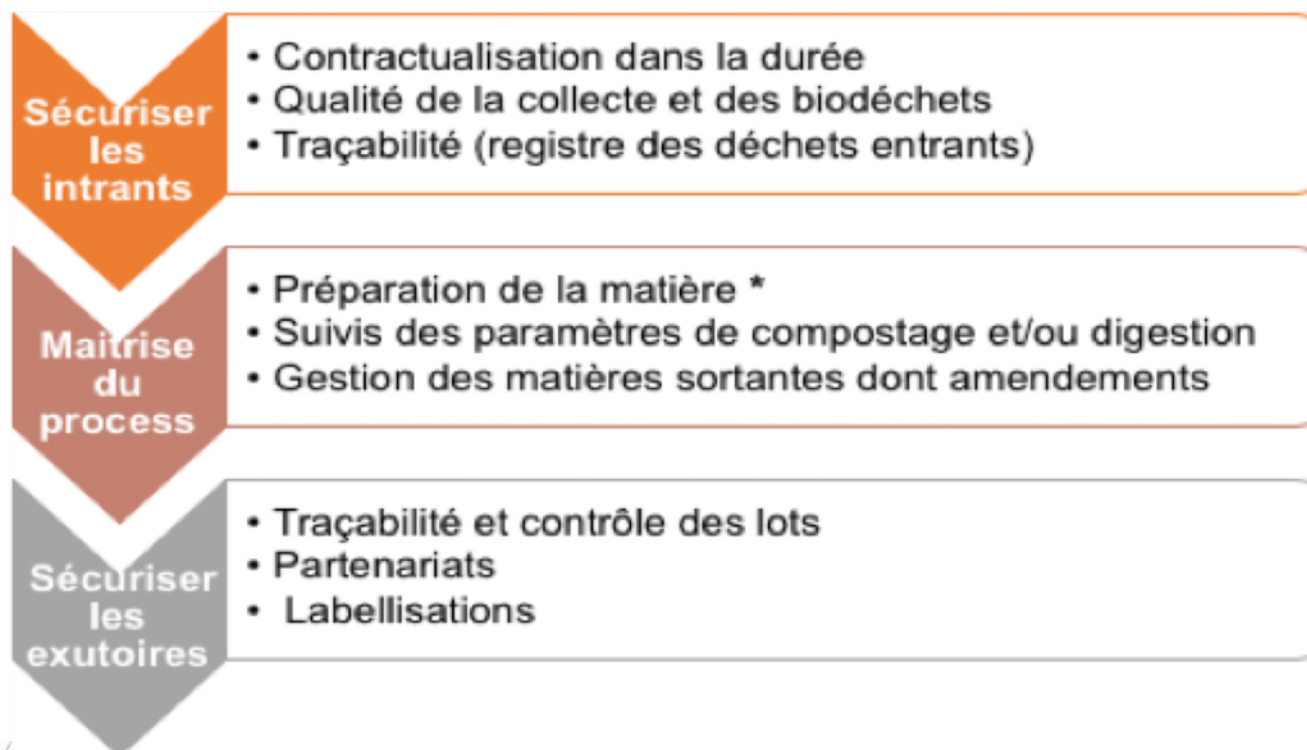 Sécuriser
les
intrants
• Contractualisation dans la durée
• Qualité de la collecte et des biodéchets
• Traçabilité (registre des déchets entrants)
Maitrise
du
process
• Préparation de la matière *
• Suivis des paramètres de compostage et/ou digestion
• Gestion des matières sortantes dont amendements
Sécuriser
les
exutoires
• Traçabilité et contrôle des lots
• Partenariats
• Labellisations